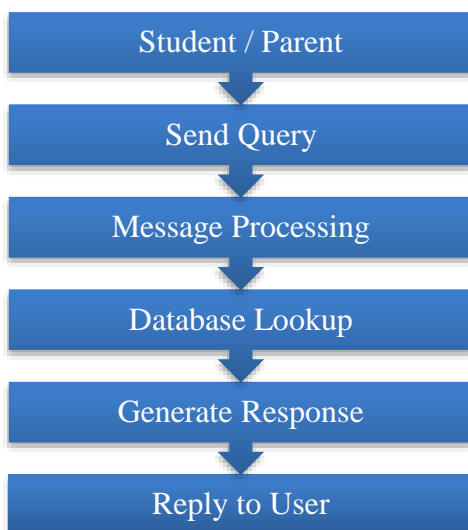 Student / Parent
Send Query
Message Processing
Database Lookup
Generate Response
Reply to User